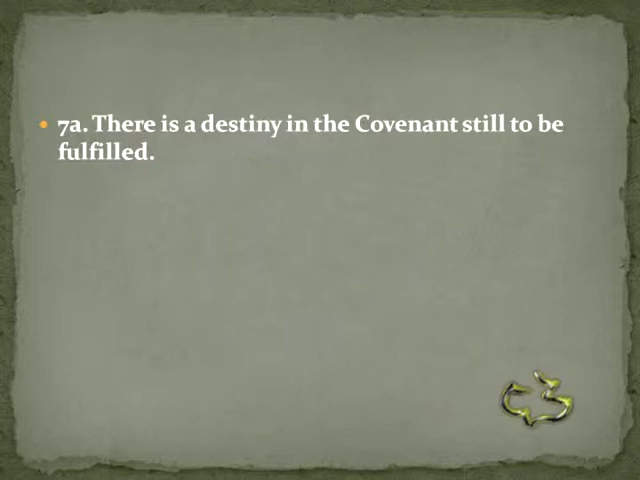 • 7a. There is a destiny in the Covenant still to be
fulfilled.